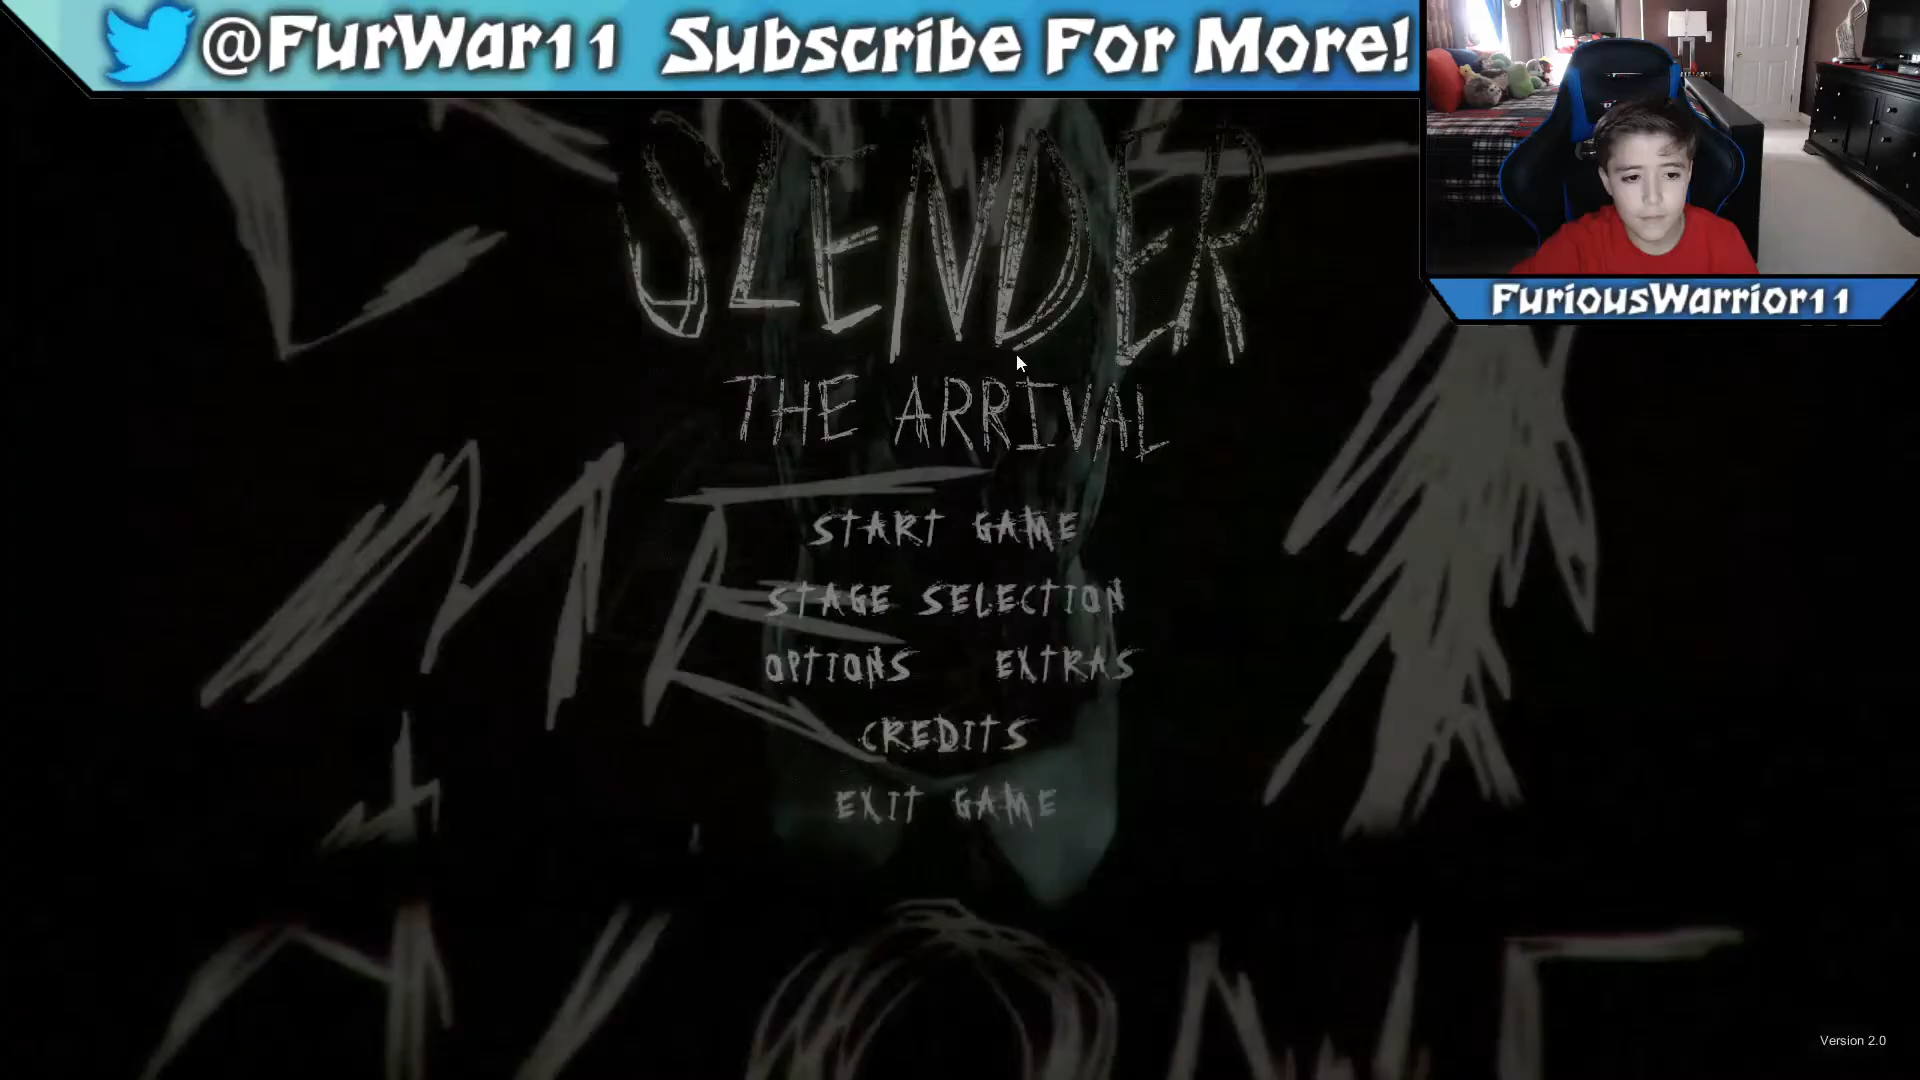 @FurWar11 Subscribe For More!
FuriousWarrior11
SLENDER
THE ARRIVAL
START GAME
STAGE SELECTION
OPTIONS EXTRAS
CREDITS
EXIT GAME
ME
Version 2.0